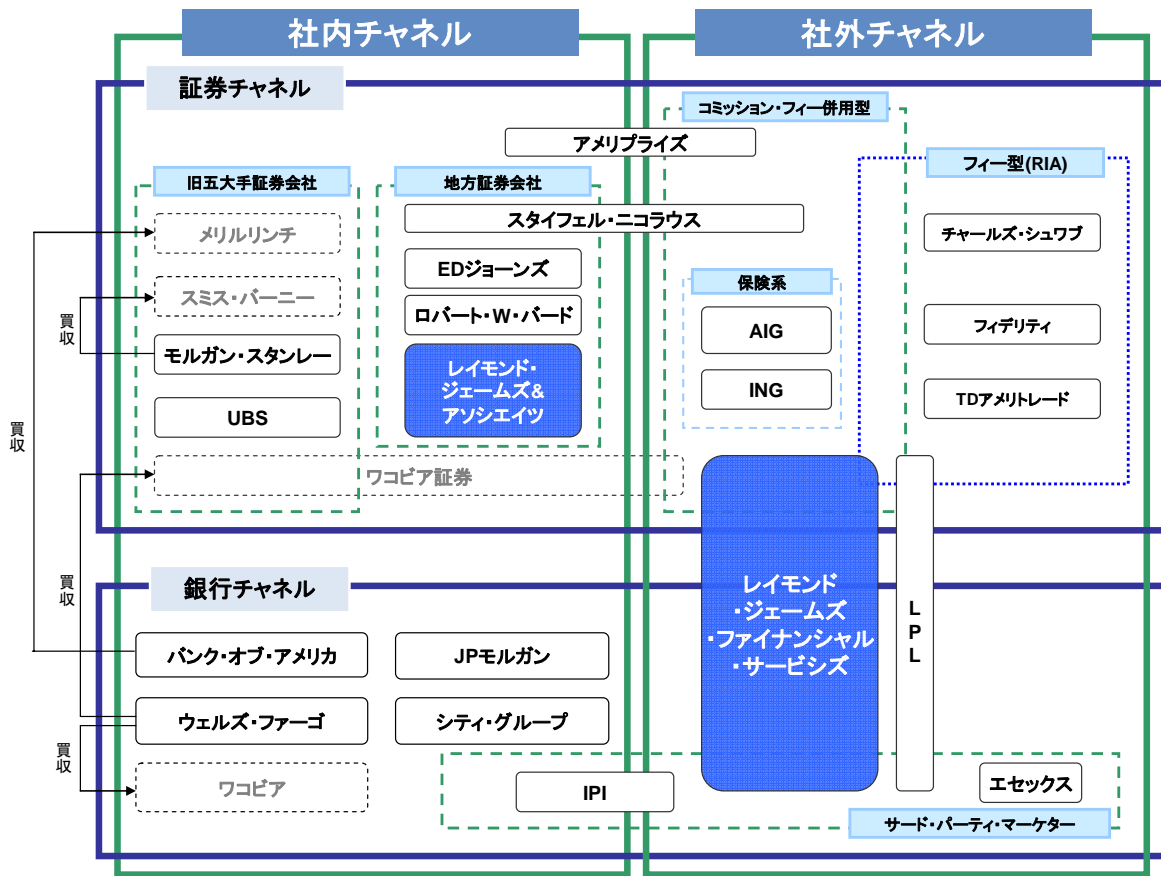 社内チャネル
社外チャネル
証券チャネル
コミッション・フィー併用型
アメリプライズ
フィー型(RIA)
旧五大手証券会社
地方証券会社
スタイフェル・ニコラウス
メリルリンチ
チャールズ・シュワブ
EDジョーンズ
保険系
スミス・バーニー
ロバート・W・バード
AIG
フィデリティ
買
収
モルガン・スタンレー
レイモンド・
ジェームズ&
アソシエイツ
ING
TDアメリトレード
UBS
買
収
ワコビア証券
銀行チャネル
買
収
レイモンド
・ジェームズ
・ファイナンシャル
・サービシズ
L
P
L
バンク・オブ・アメリカ
JPモルガン
ウェルズ・ファーゴ
シティ・グループ
買
収
ワコビア
IPI
エセックス
サード・パーティ・マーケター